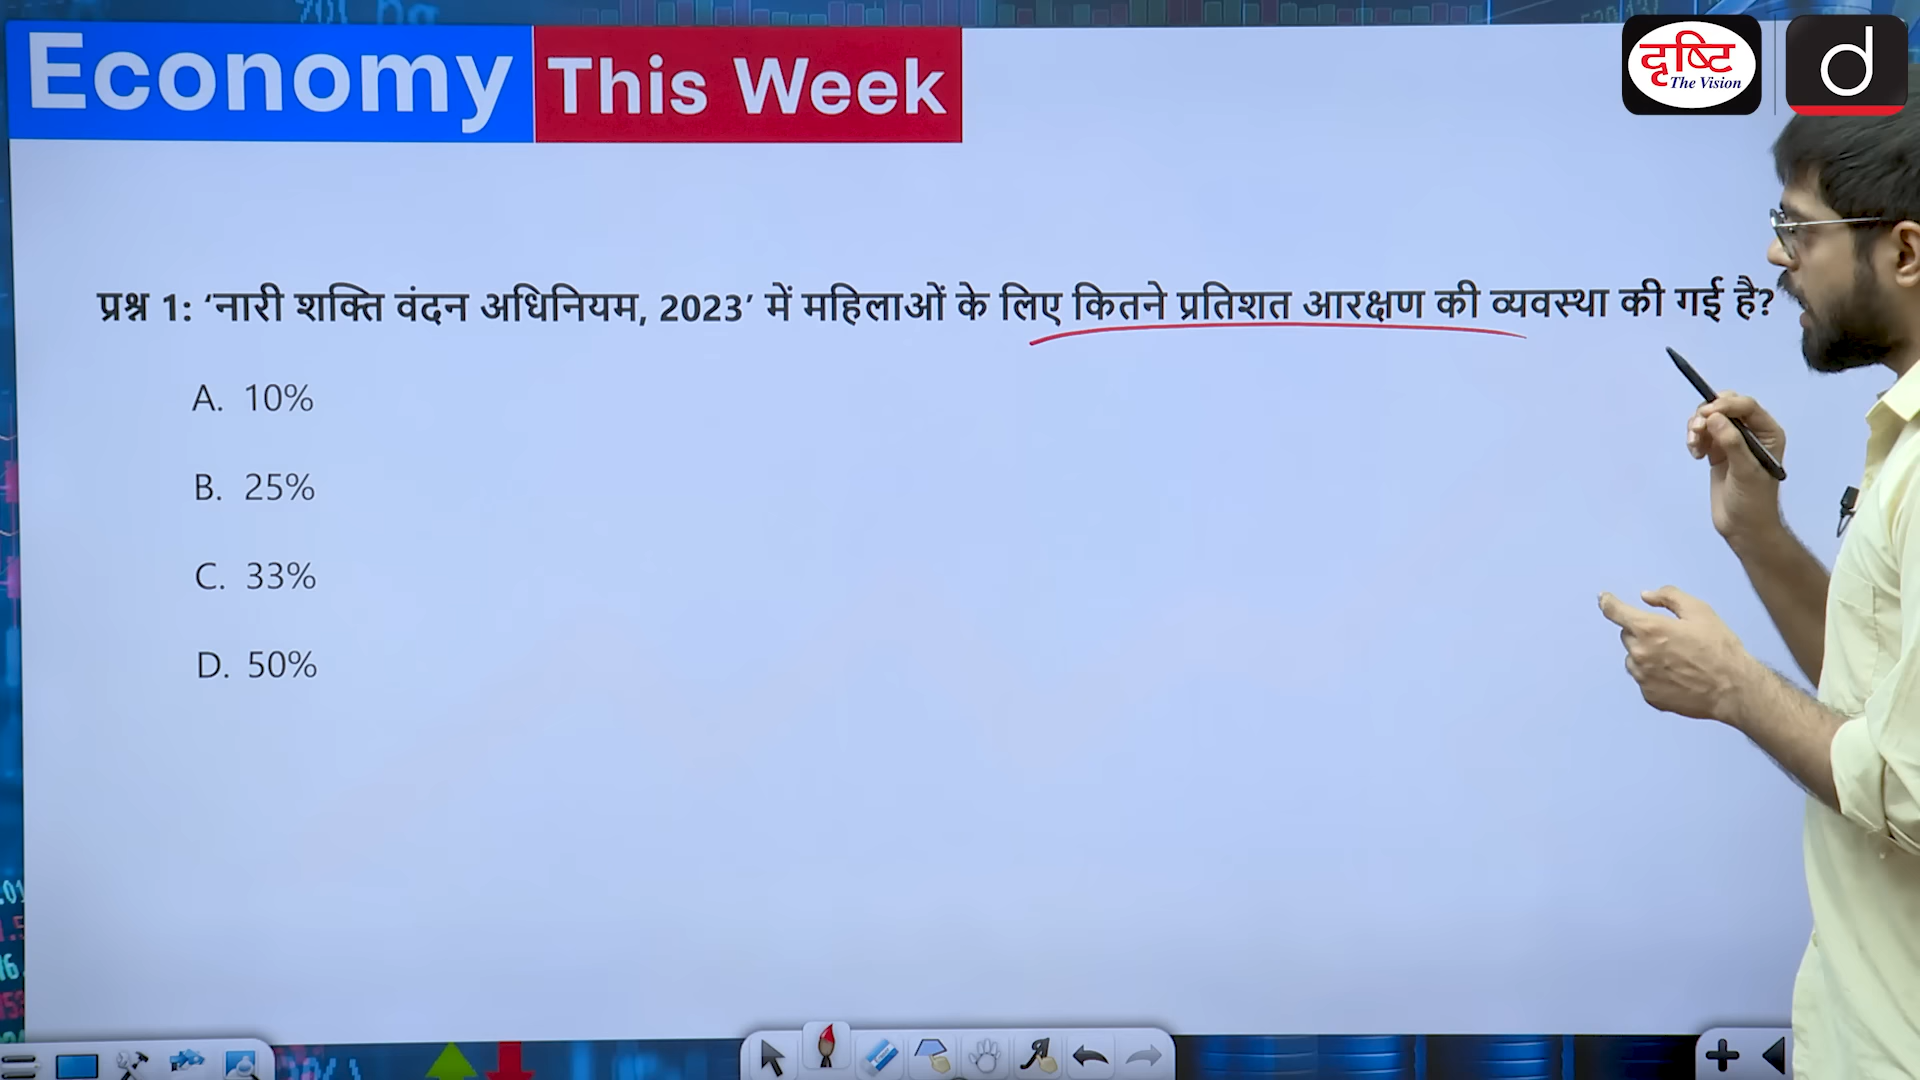 Economy This Week
दृष्टि
The Vision
d
प्रश्न 1: ‘नारी शक्ति वंदन अधिनियम, 2023’ में महिलाओं के लिए कितने प्रतिशत आरक्षण की व्यवस्था की गई है?
A. 10%
B. 25%
C. 33%
D. 50%